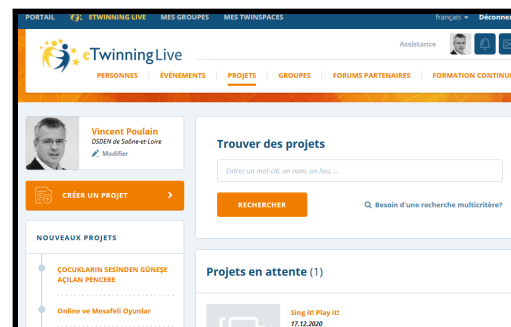 PORTAIL ETWINNING LIVE MES GROUPES MES TWINSPACES français Déconnex
eTwinning Live
Assistance
PERSONNES ÉVÉNEMENTS PROJETS GROUPES FORUMS PARTENAIRES FORMATION CONTINU
Vincent Poulain
DSDEN de Saône-et-Loire
Modifier
CRÉER UN PROJET
NOUVEAUX PROJETS
ÇOCUKLARIN SESİNDEN GÜNEŞE
AÇILAN PENCERE
Online ve Mesafeli Oyunlar
Trouver des projets
Entrez un mot-clé, un nom, un lieu, ...
RECHERCHER Besoin d'une recherche multicritère?
Projets en attente (1)
Sing it! Play it!
17.12.2020